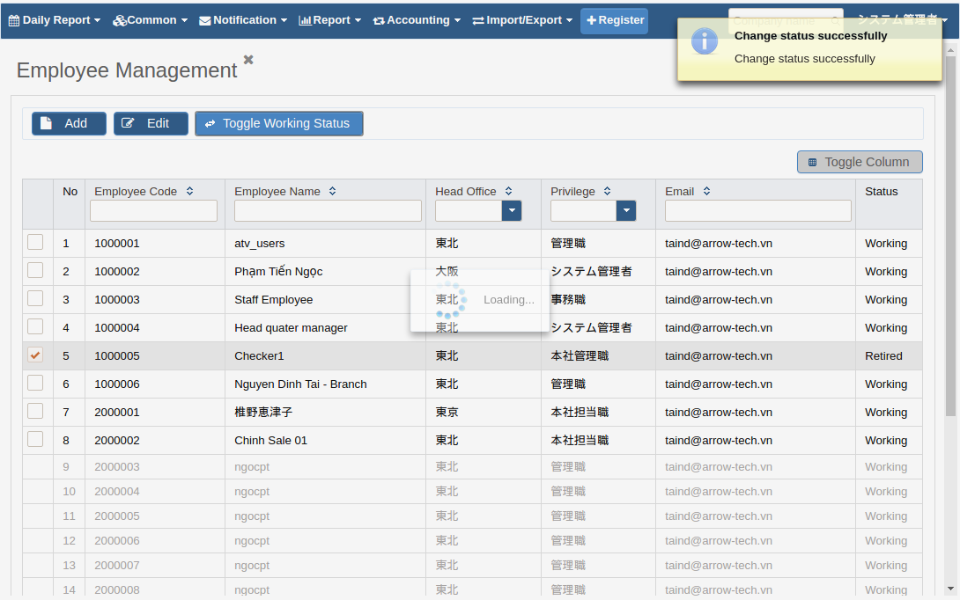 Daily Report Common Notification Report Accounting Import/Export Register システム管理者
Change status successfully
Change status successfully
Employee Management
Add Edit Toggle Working Status
Toggle Column
No Employee Code Employee Name Head Office Privilege Email Status
1 1000001 atv_users 東北 管理職 taind@arrow-tech.vn Working
2 1000002 Phạm Tiến Ngọc 大阪 システム管理者 taind@arrow-tech.vn Working
3 1000003 Staff Employee 東北 Loading... 事務職 taind@arrow-tech.vn Working
4 1000004 Head quater manager 東北 システム管理者 taind@arrow-tech.vn Working
5 1000005 Checker1 東北 本社管理職 taind@arrow-tech.vn Retired
6 1000006 Nguyen Dinh Tai - Branch 東北 管理職 taind@arrow-tech.vn Working
7 2000001 椎野恵津子 東京 本社担当職 taind@arrow-tech.vn Working
8 2000002 Chinh Sale 01 東北 本社担当職 taind@arrow-tech.vn Working
9 2000003 ngocpt 東北 管理職 taind@arrow-tech.vn Working
10 2000004 ngocpt 東北 管理職 taind@arrow-tech.vn Working
11 2000005 ngocpt 東北 管理職 taind@arrow-tech.vn Working
12 2000006 ngocpt 東北 管理職 taind@arrow-tech.vn Working
13 2000007 ngocpt 東北 管理職 taind@arrow-tech.vn Working
14 2000008 ngocpt 東北 管理職 taind@arrow-tech.vn Working